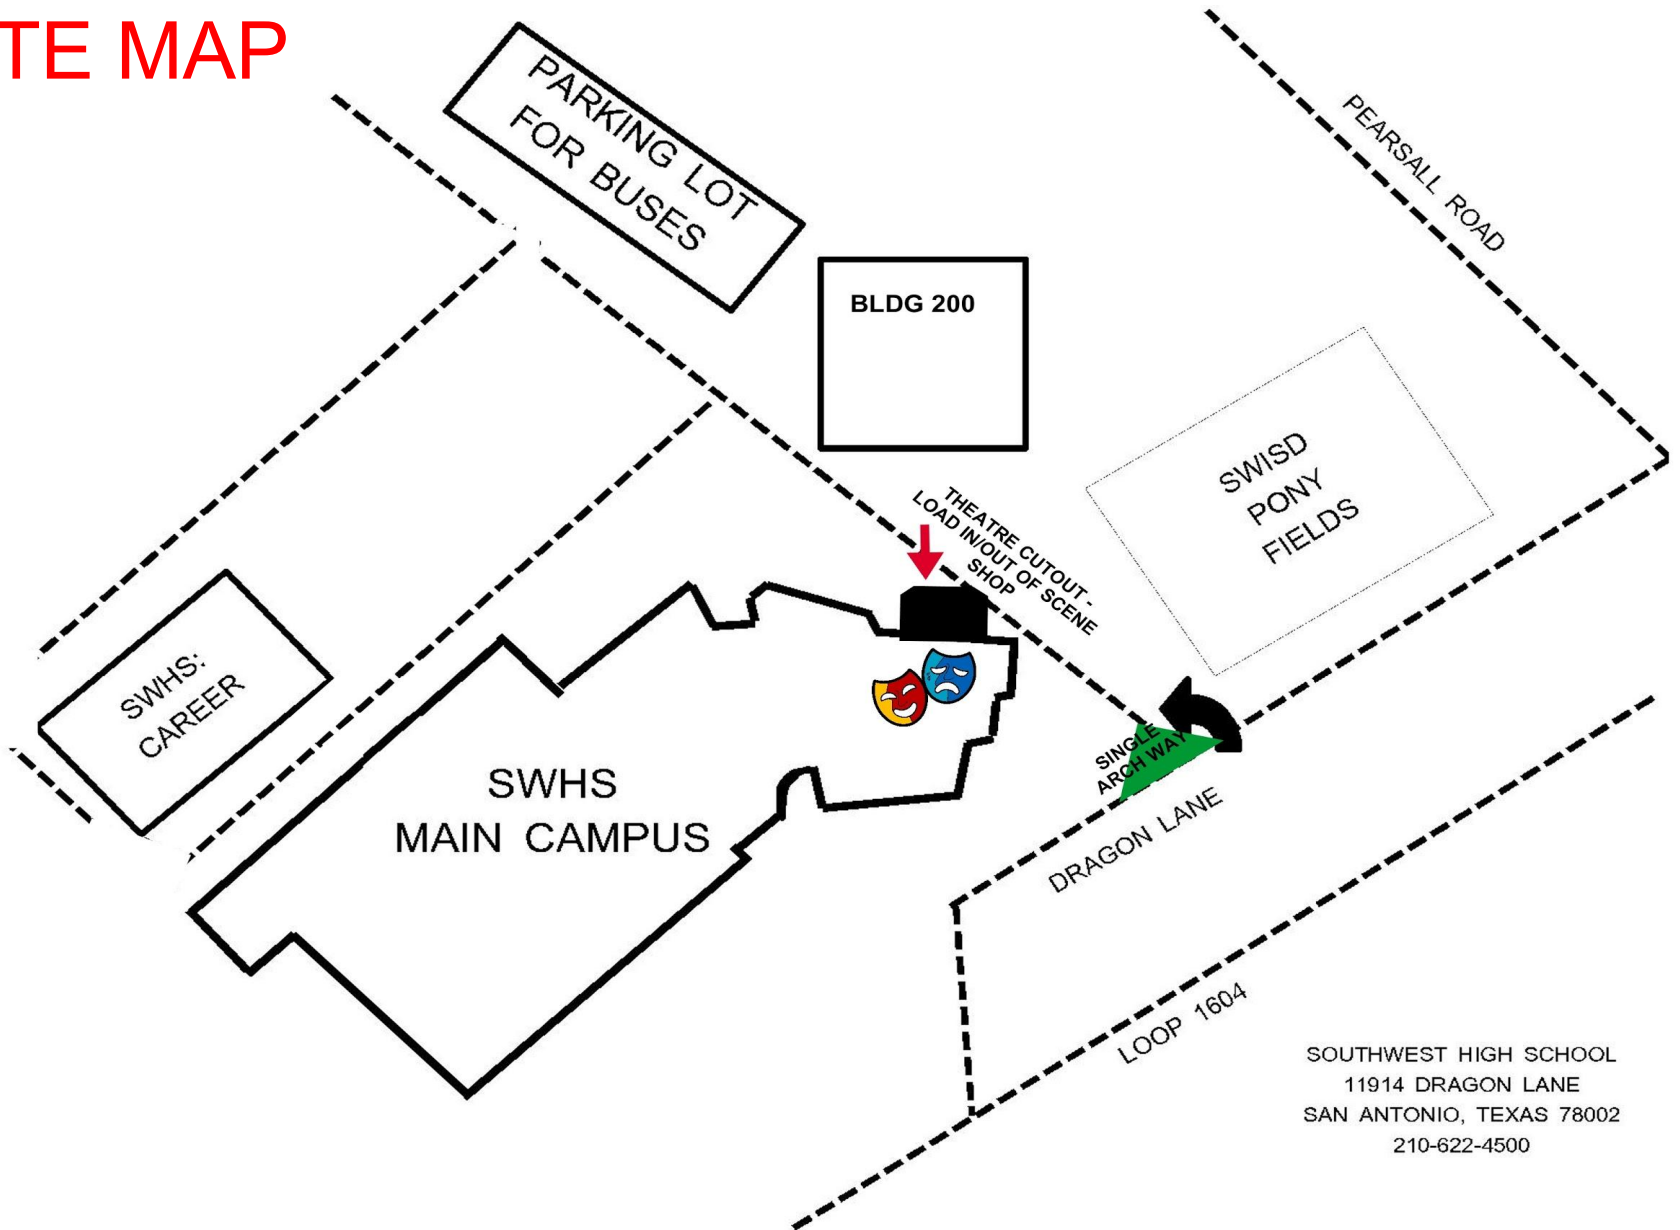 TE MAP
PARKING LOT
FOR BUSES
PEARSALL ROAD
BLDG 200
SWISD
PONY
FIELDS
THEATRE CUTOUT -
LOAD IN/OUT OF SCENE
SHOP
SWHS:
CAREER
SINGLE
ARCH WAY
SWHS
MAIN CAMPUS
DRAGON LANE
LOOP 1604
SOUTHWEST HIGH SCHOOL
11914 DRAGON LANE
SAN ANTONIO, TEXAS 78002
210-622-4500